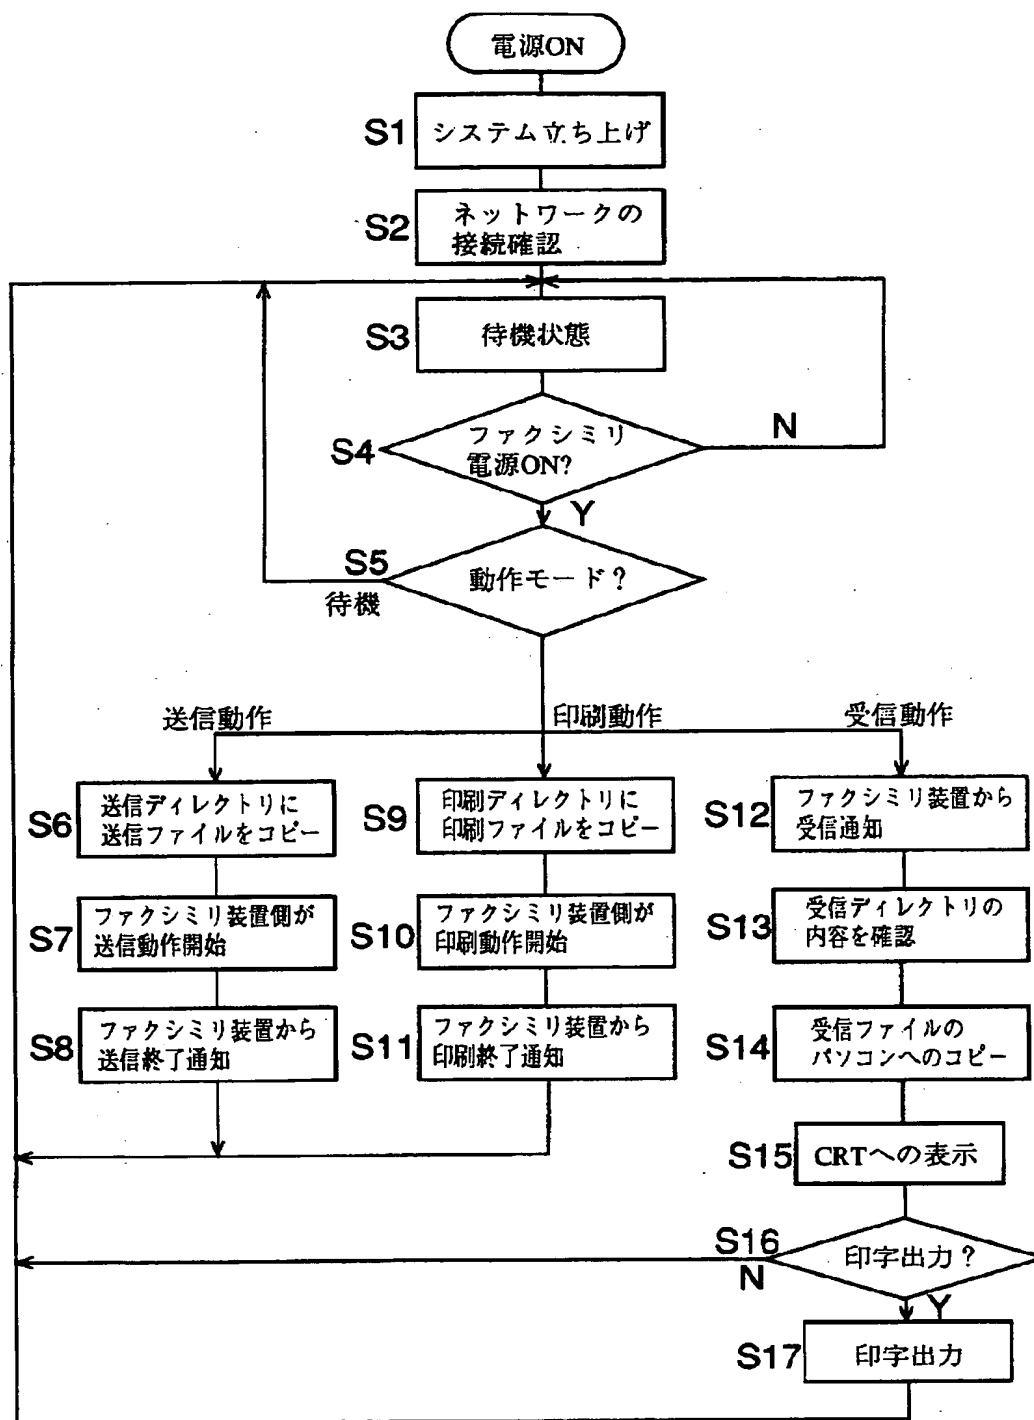 電源ON
S1
システム立ち上げ
S2
ネットワークの
接続確認
S3
待機状態
S4
ファクシミリ
電源ON?
N
Y
S5
動作モード?
待機
送信動作
印刷動作
受信動作
S6
送信ディレクトリに
送信ファイルをコピー
S9
印刷ディレクトリに
印刷ファイルをコピー
S12
ファクシミリ装置から
受信通知
S7
ファクシミリ装置側が
送信動作開始
S10
ファクシミリ装置側が
印刷動作開始
S13
受信ディレクトリの
内容を確認
S8
ファクシミリ装置から
送信終了通知
S11
ファクシミリ装置から
印刷終了通知
S14
受信ファイルの
パソコンへのコピー
S15
CRTへの表示
S16
印字出力?
N
Y
S17
印字出力